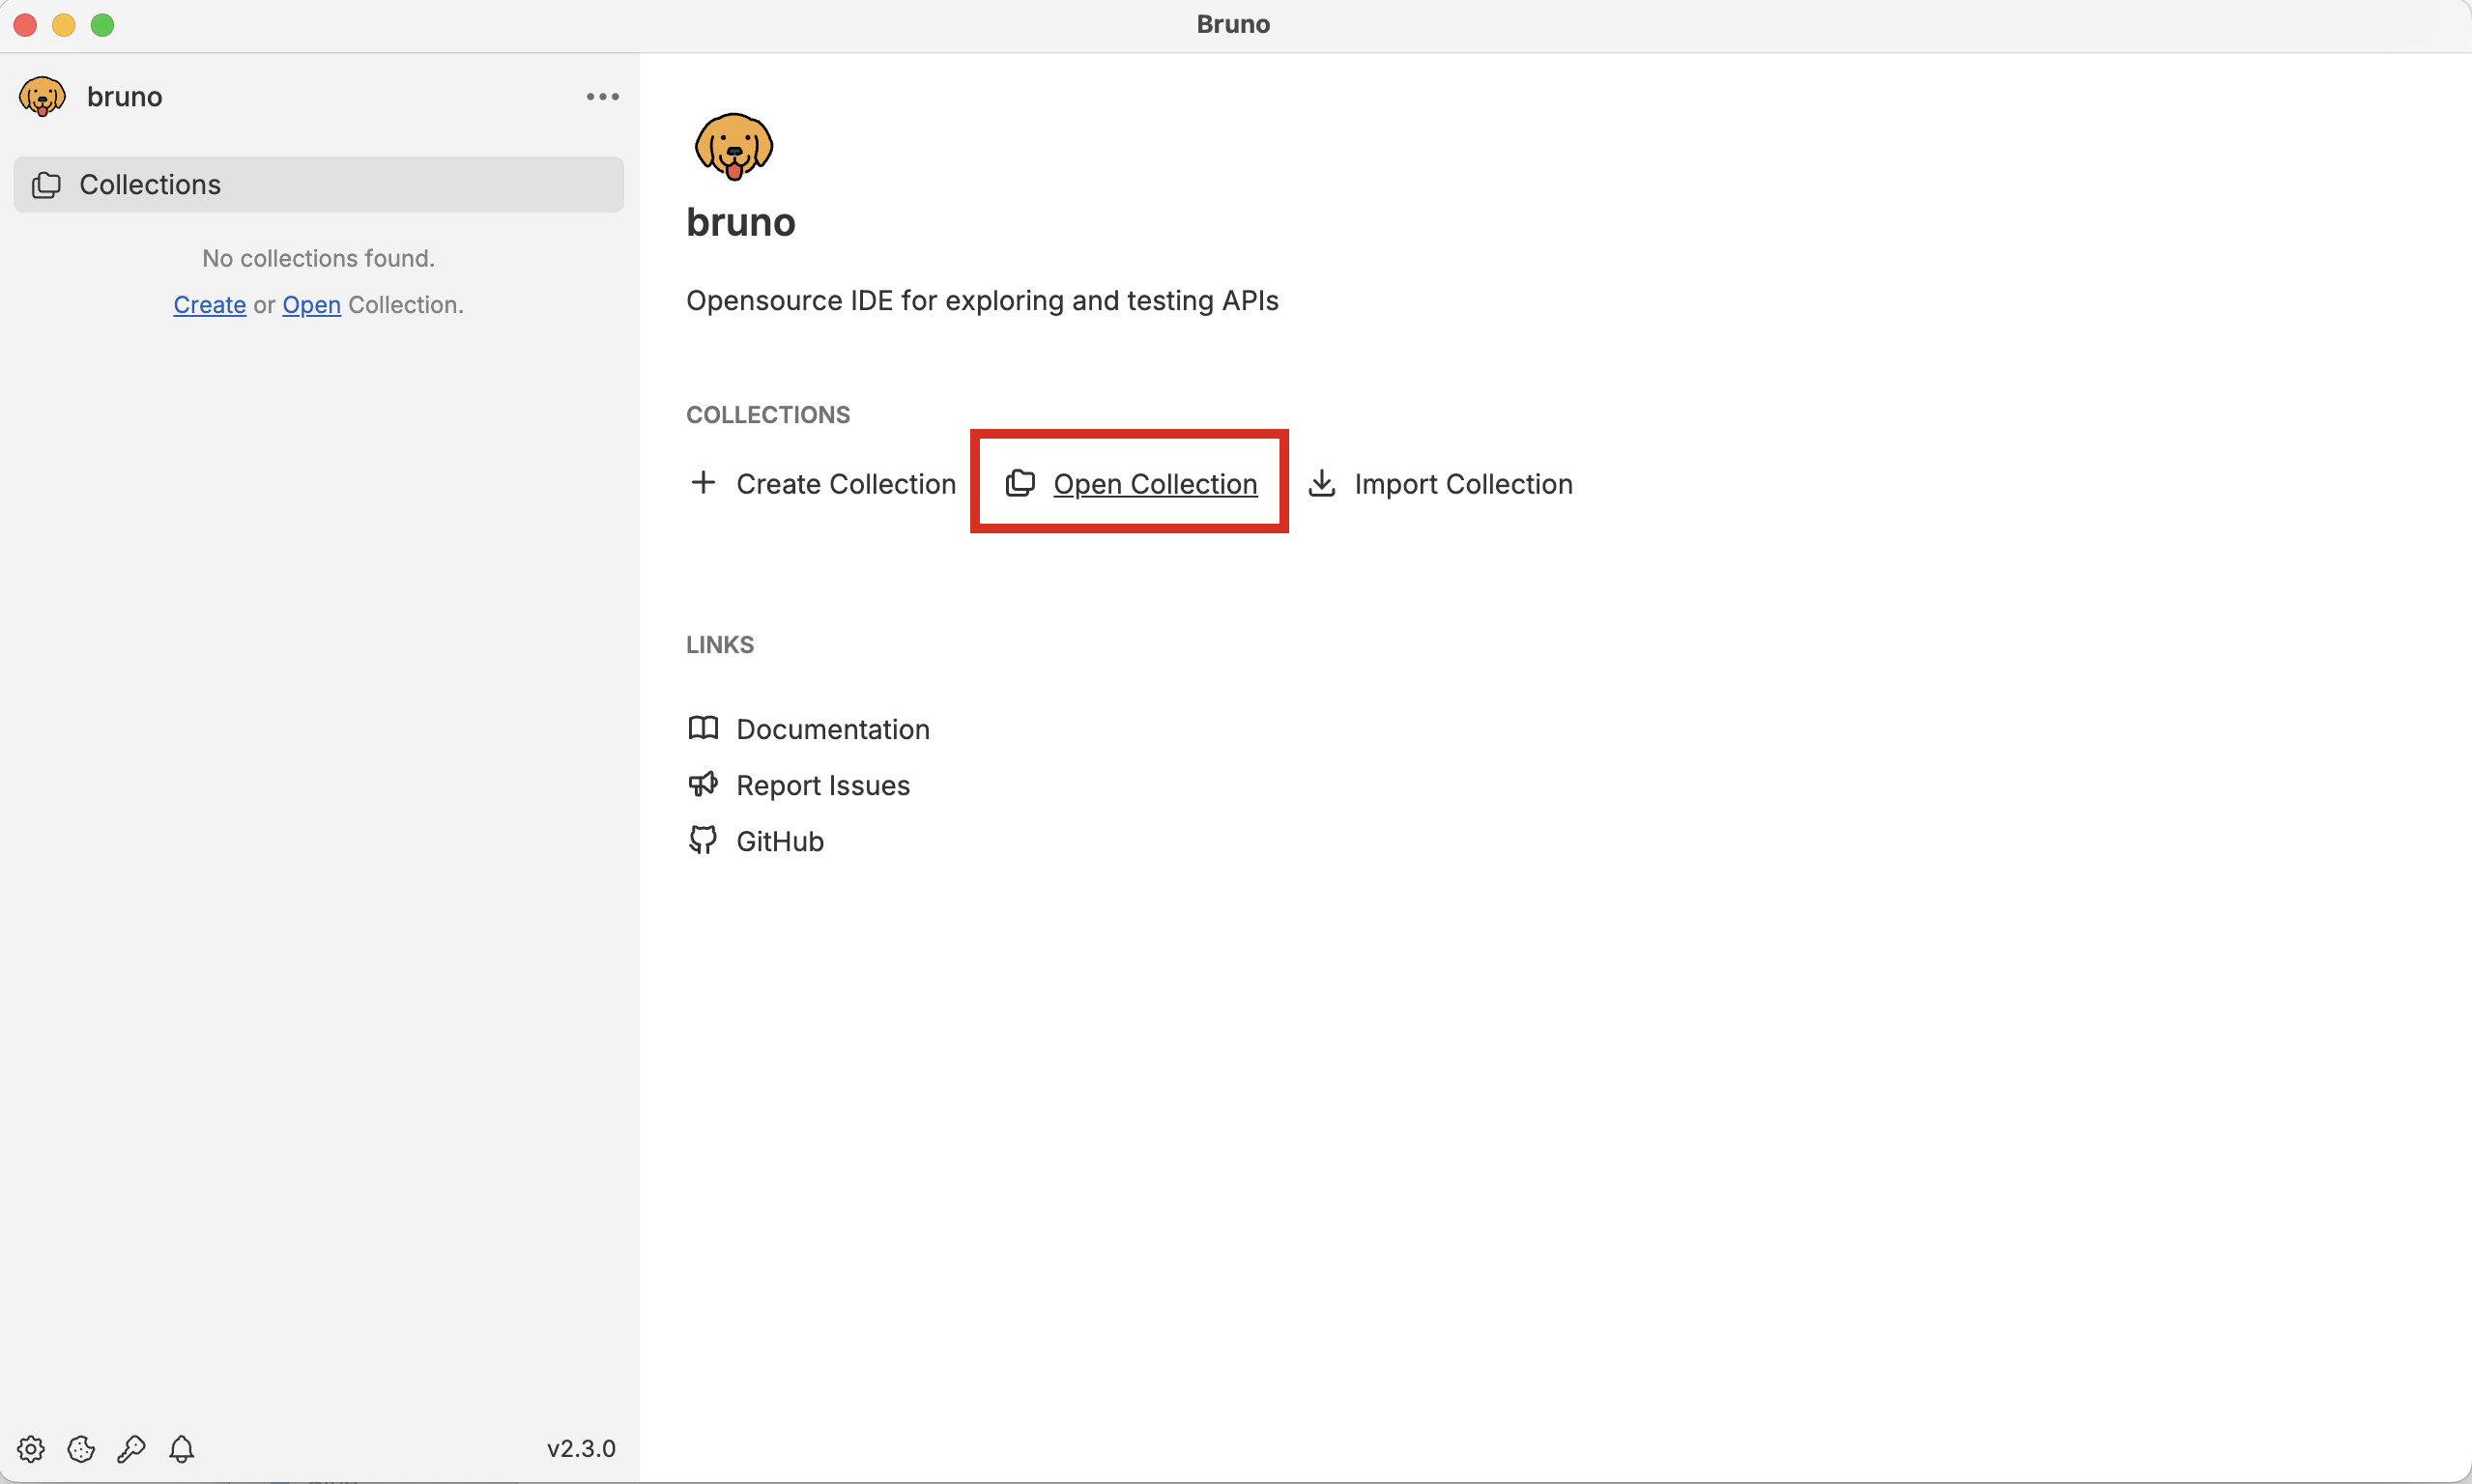 Bruno
bruno
Collections
No collections found.
Create or Open Collection.
v2.3.0
bruno
Opensource IDE for exploring and testing APIs
COLLECTIONS
Create Collection Open Collection Import Collection
LINKS
Documentation
Report Issues
GitHub